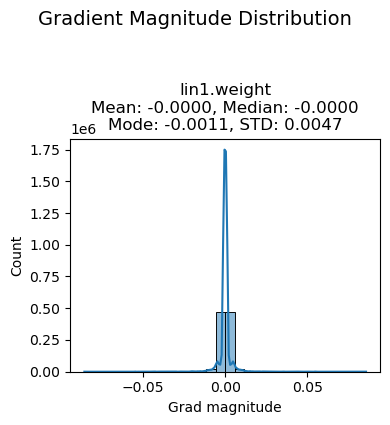 Gradient Magnitude Distribution
lin1.weight
Mean: -0.0000, Median: -0.0000
Mode: -0.0011, STD: 0.0047
1e6
1.75
1.50
1.25
1.00
0.75
0.50
0.25
0.00
Count
−0.05
0.00
0.05
Grad magnitude